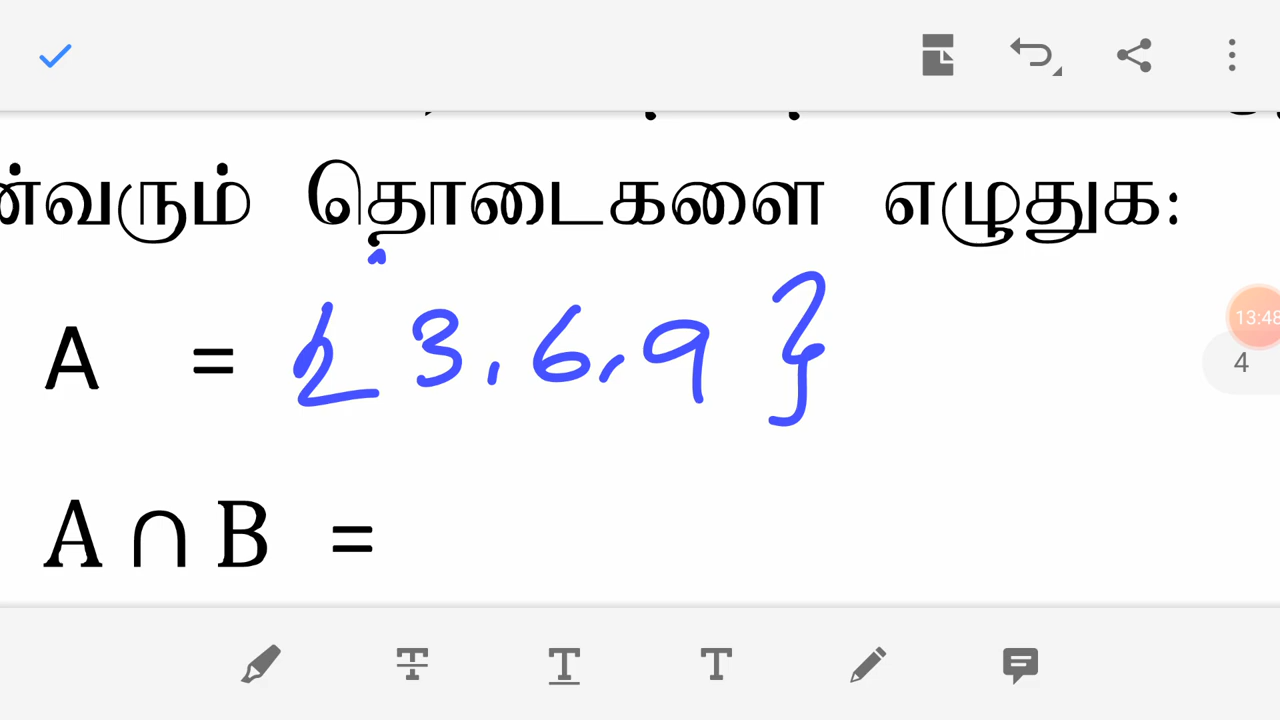 ன்வரும் தொடைகளை எழுதுக:
A = { 3, 6, 9 }
13:48
4
A ∩ B =